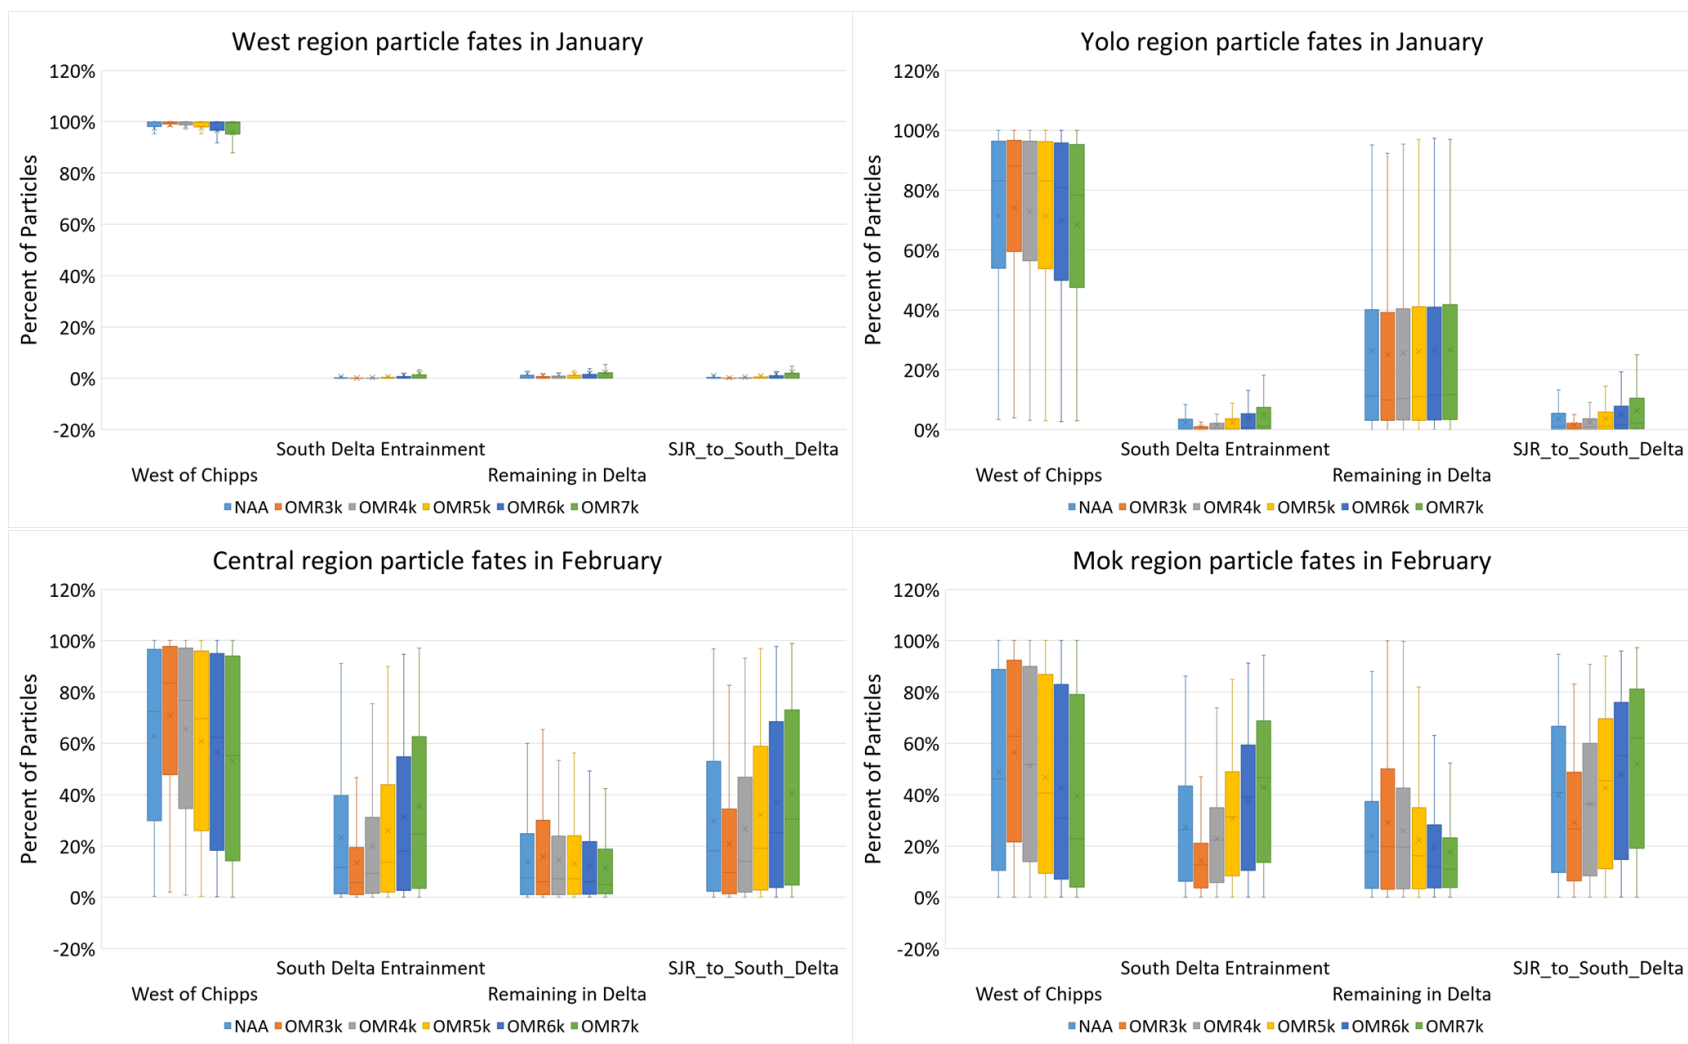 West region particle fates in January
120%
100%
80%
60%
40%
20%
0%
-20%
Percent of Particles
South Delta Entrainment
SJR_to_South_Delta
West of Chipps
Remaining in Delta
NAA OMR3k OMR4k OMR5k OMR6k OMR7k
Yolo region particle fates in January
120%
100%
80%
60%
40%
20%
0%
Percent of Particles
South Delta Entrainment
SJR_to_South_Delta
West of Chipps
Remaining in Delta
NAA OMR3k OMR4k OMR5k OMR6k OMR7k
Central region particle fates in February
120%
100%
80%
60%
40%
20%
0%
-20%
Percent of Particles
South Delta Entrainment
SJR_to_South_Delta
West of Chipps
Remaining in Delta
NAA OMR3k OMR4k OMR5k OMR6k OMR7k
Mok region particle fates in February
120%
100%
80%
60%
40%
20%
0%
-20%
Percent of Particles
South Delta Entrainment
SJR_to_South_Delta
West of Chipps
Remaining in Delta
NAA OMR3k OMR4k OMR5k OMR6k OMR7k